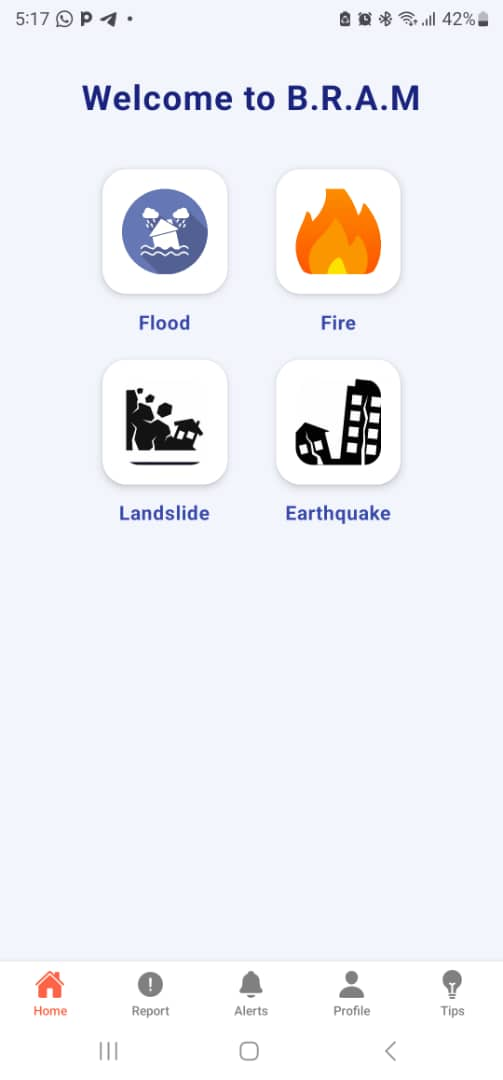 5:17 42%
Welcome to B.R.A.M
Flood Fire
Landslide Earthquake
Home Report Alerts Profile Tips